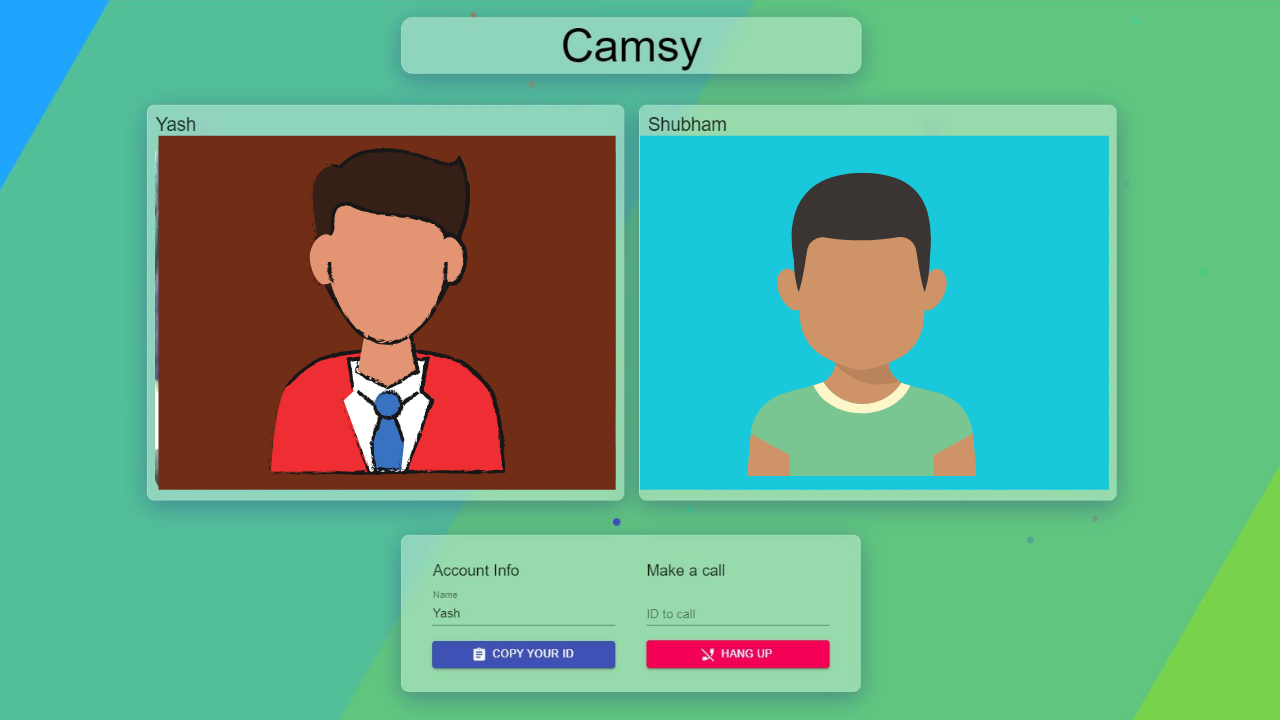 Camsy
Yash
Shubham
Account Info
Name
Yash
COPY YOUR ID
Make a call
ID to call
HANG UP